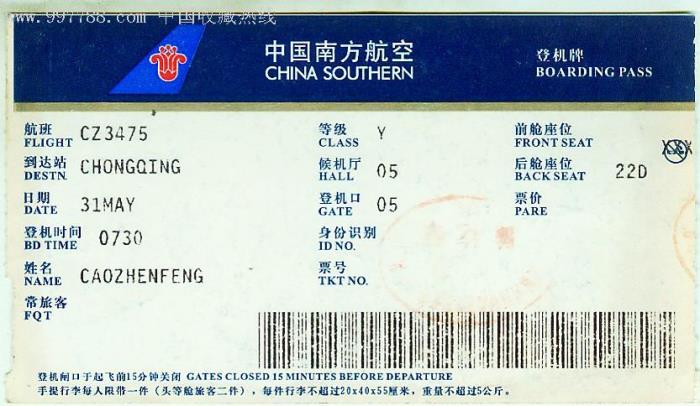 www.997788.com 中国收藏热线
中国南方航空
CHINA SOUTHERN
登机牌
BOARDING PASS
航班 FLIGHT CZ3475 等级 CLASS Y 前舱座位 FRONT SEAT
到达站 DESTN. CHONGQING 候机厅 HALL 05 后舱座位 BACK SEAT 22D
日期 DATE 31MAY 登机口 GATE 05 票价 PARE
登机时间 BD TIME 0730 身份识别 ID NO.
姓名 NAME CAOZHENFENG 票号 TKT NO.
常旅客 FQT
登机闸口于起飞前15分钟关闭 GATES CLOSED 15 MINUTES BEFORE DEPARTURE
手提行李每人限带一件（头等舱旅客二件），每件行李不超过20x40x55厘米，重量不超过5公斤。